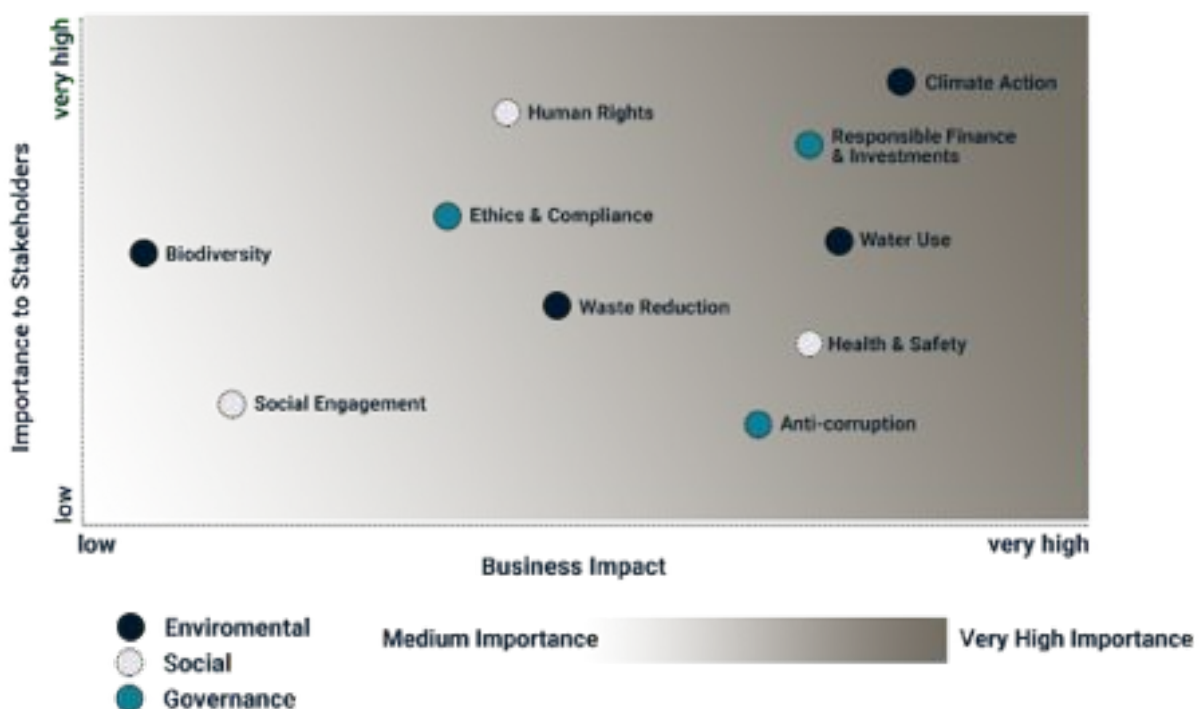 very high
Importance to Stakeholders
low
Climate Action
Human Rights
Responsible Finance
& Investments
Ethics & Compliance
Water Use
Biodiversity
Waste Reduction
Health & Safety
Social Engagement
Anti-corruption
low
very high
Business Impact
Enviromental
Social
Governance
Medium Importance
Very High Importance